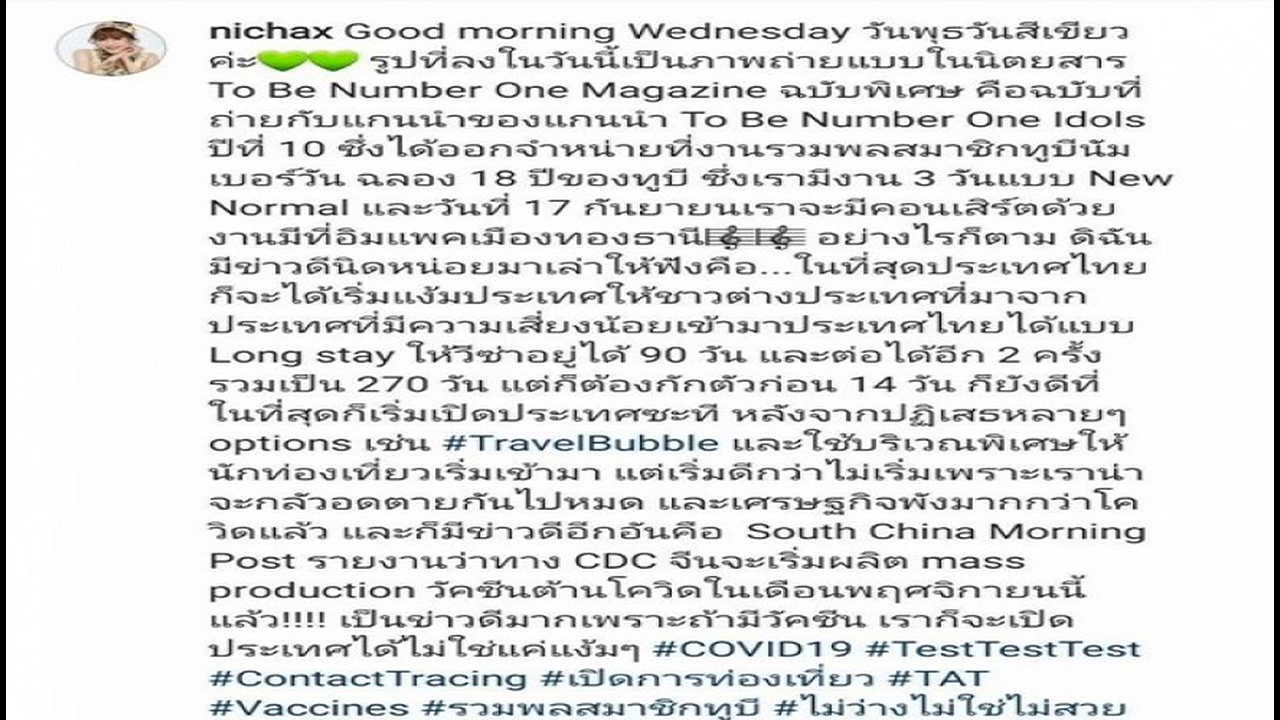 nichax Good morning Wednesday วันพุธวันสีเขียว
ค่ะ💚💚 รูปที่ลงในวันนี้เป็นภาพถ่ายแบบในนิตยสาร
To Be Number One Magazine ฉบับพิเศษ คือฉบับที่
ถ่ายกับแกนนำของแกนนำ To Be Number One Idols
ปีที่ 10 ซึ่งได้ออกจำหน่ายที่งานรวมพลสมาชิกทูบีนัม
เบอร์วัน ฉลอง 18 ปีของทูบี ซึ่งเรามีงาน 3 วันแบบ New
Normal และวันที่ 17 กันยายนเราจะมีคอนเสิร์ตด้วย
งานมีที่อิมแพคเมืองทองธานี🎼🎼 อย่างไรก็ตาม ดิฉัน
มีข่าวดีนิดหน่อยมาเล่าให้ฟังคือ...ในที่สุดประเทศไทย
ก็จะได้เริ่มแง้มประเทศให้ชาวต่างประเทศที่มาจาก
ประเทศที่มีความเสี่ยงน้อยเข้ามาประเทศไทยได้แบบ
Long stay ให้วีซ่าอยู่ได้ 90 วัน และต่อได้อีก 2 ครั้ง
รวมเป็น 270 วัน แต่ก็ต้องกักตัวก่อน 14 วัน ก็ยังดีที่
ในที่สุดก็เริ่มเปิดประเทศซะที หลังจากปฏิเสธหลายๆ
options เช่น #TravelBubble และใช้บริเวณพิเศษให้
นักท่องเที่ยวเริ่มเข้ามา แต่เริ่มดีกว่าไม่เริ่มเพราะเราน่า
จะกลัวอดตายกันไปหมด และเศรษฐกิจพังมากกว่าโค
วิดแล้ว และก็มีข่าวดีอีกอันคือ South China Morning
Post รายงานว่าทาง CDC จีนจะเริ่มผลิต mass
production วัคซีนต้านโควิดในเดือนพฤศจิกายนนี้
แล้ว!!!! เป็นข่าวดีมากเพราะถ้ามีวัคซีน เราก็จะเปิด
ประเทศได้ไม่ใช่แค่แง้มๆ #COVID19 #TestTestTest
#ContactTracing #เปิดการท่องเที่ยว #TAT
#Vaccines #รวมพลสมาชิกทูบี #ไม่ว่างไม่ใช่ไม่สวย